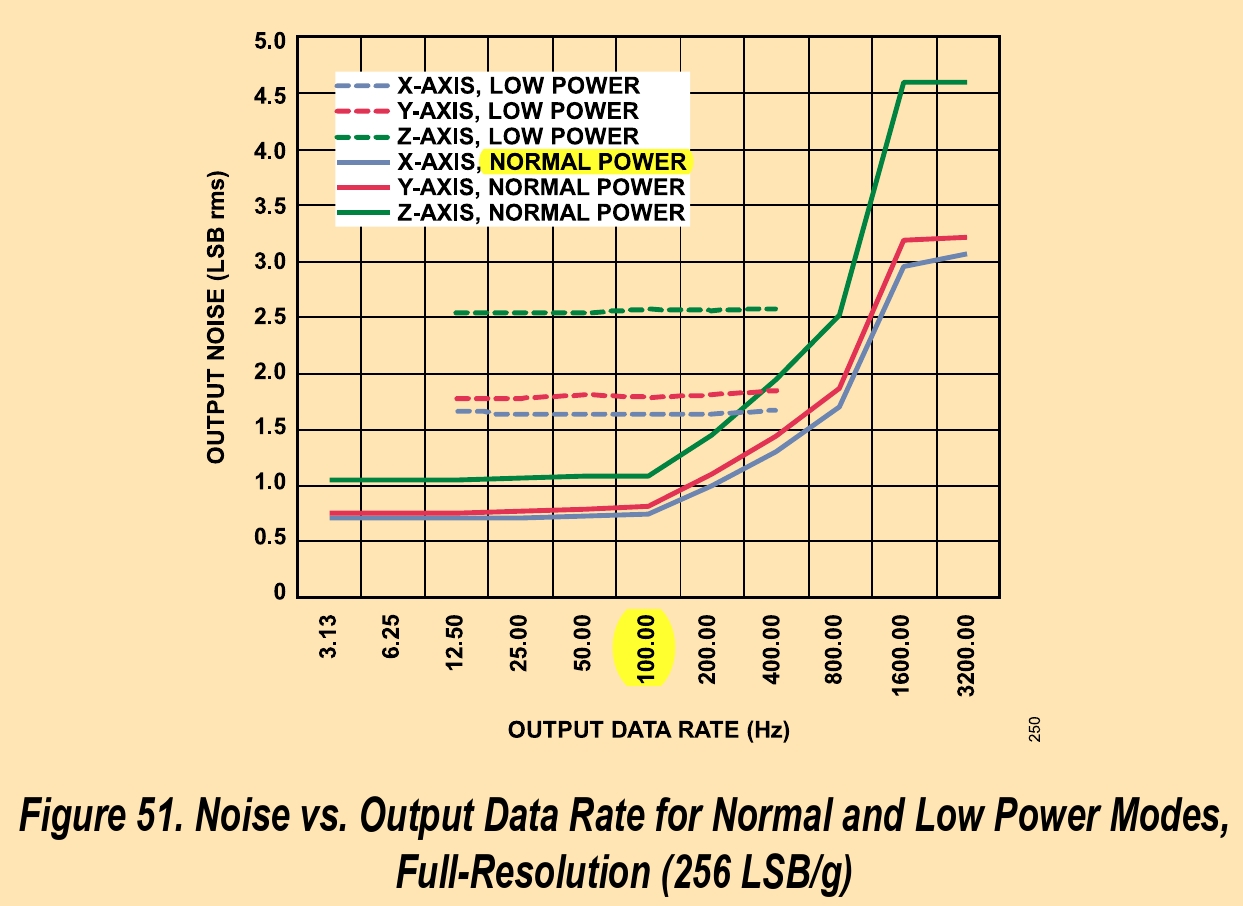 5.0
4.5
4.0
3.5
3.0
2.5
2.0
1.5
1.0
0.5
0
OUTPUT NOISE (LSB rms)
X-AXIS, LOW POWER
Y-AXIS, LOW POWER
Z-AXIS, LOW POWER
X-AXIS, NORMAL POWER
Y-AXIS, NORMAL POWER
Z-AXIS, NORMAL POWER
3.13
6.25
12.50
25.00
50.00
100.00
200.00
400.00
800.00
1600.00
3200.00
OUTPUT DATA RATE (Hz)
250
Figure 51. Noise vs. Output Data Rate for Normal and Low Power Modes,
Full-Resolution (256 LSB/g)